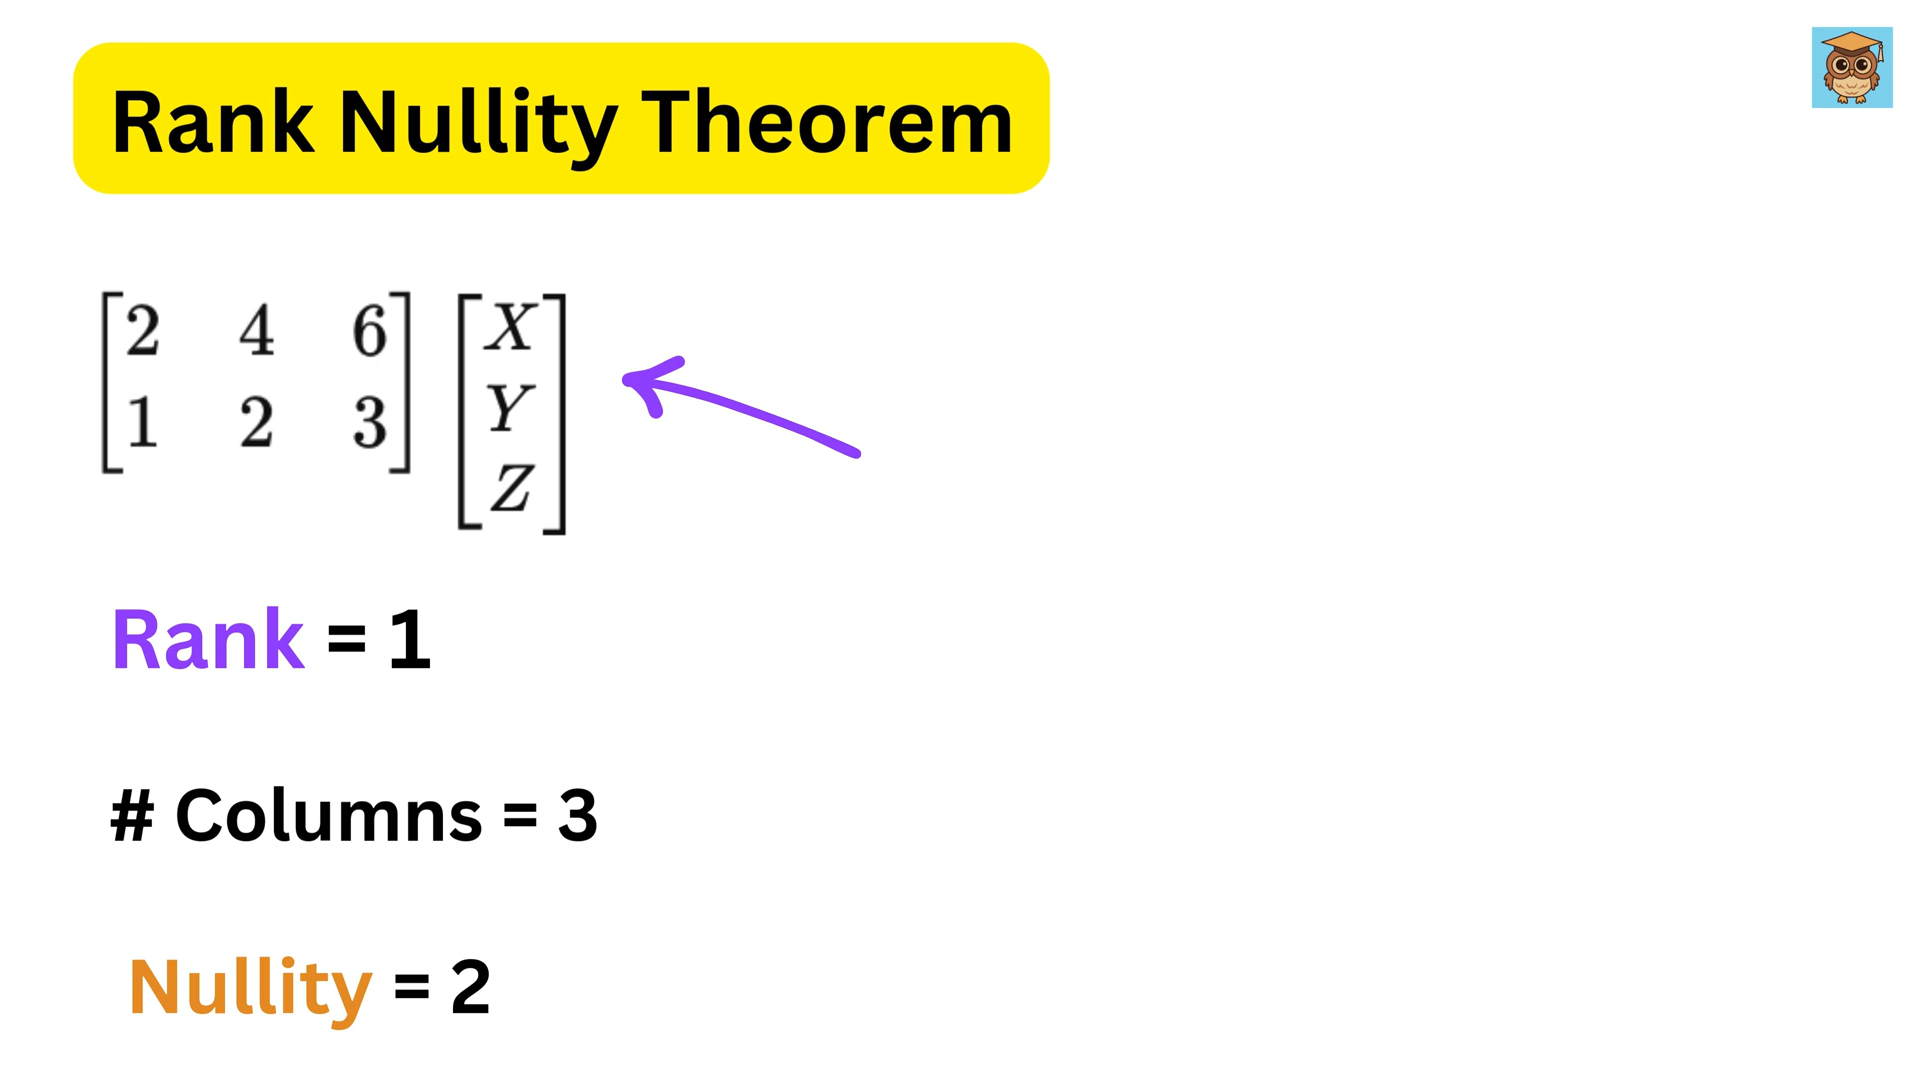 Rank Nullity Theorem
2 4 6
1 2 3
X
Y
Z
Rank = 1
# Columns = 3
Nullity = 2